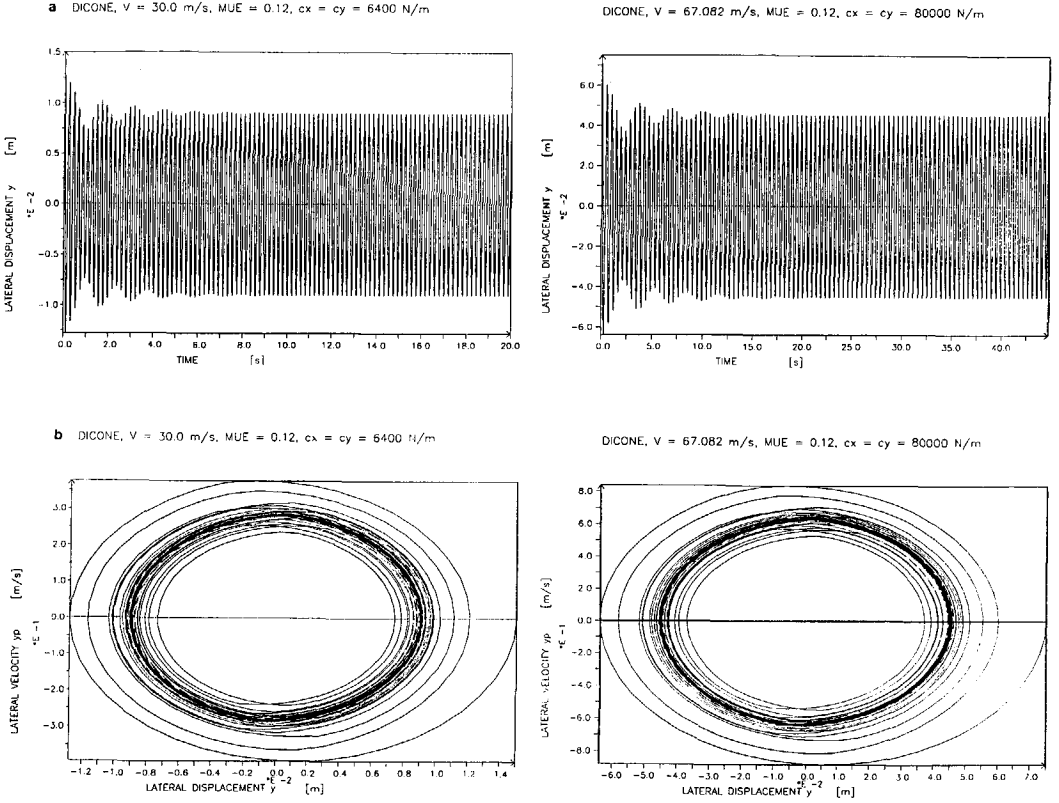 a DICONE, V = 30.0 m/s, MUE = 0.12, cx = cy = 6400 N/m
LATERAL DISPLACEMENT y [m]
*E -2
1.5
1.0
0.5
0.0
-0.5
-1.0
0.0 2.0 4.0 6.0 8.0 10.0 12.0 14.0 16.0 18.0 20.0
TIME [s]
DICONE, V = 67.082 m/s, MUE = 0.12, cx = cy = 80000 N/m
LATERAL DISPLACEMENT y [m]
*E -2
6.0
4.0
2.0
0.0
-2.0
-4.0
-6.0
0.0 5.0 10.0 15.0 20.0 25.0 30.0 35.0 40.0
TIME [s]
b DICONE, V = 30.0 m/s, MUE = 0.12, cx = cy = 6400 N/m
LATERAL VELOCITY yp [m/s]
*E -1
3.0
2.0
1.0
0.0
-1.0
-2.0
-3.0
-1.2 -1.0 -0.8 -0.6 -0.4 -0.2 0.0 0.2 0.4 0.6 0.8 1.0 1.2 1.4
*E -2
LATERAL DISPLACEMENT y [m]
DICONE, V = 67.082 m/s, MUE = 0.12, cx = cy = 80000 N/m
LATERAL VELOCITY yp [m/s]
*E -1
8.0
6.0
4.0
2.0
0.0
-2.0
-4.0
-6.0
-8.0
-6.0 -5.0 -4.0 -3.0 -2.0 -1.0 0.0 1.0 2.0 3.0 4.0 5.0 6.0 7.0
*E -2
LATERAL DISPLACEMENT y [m]